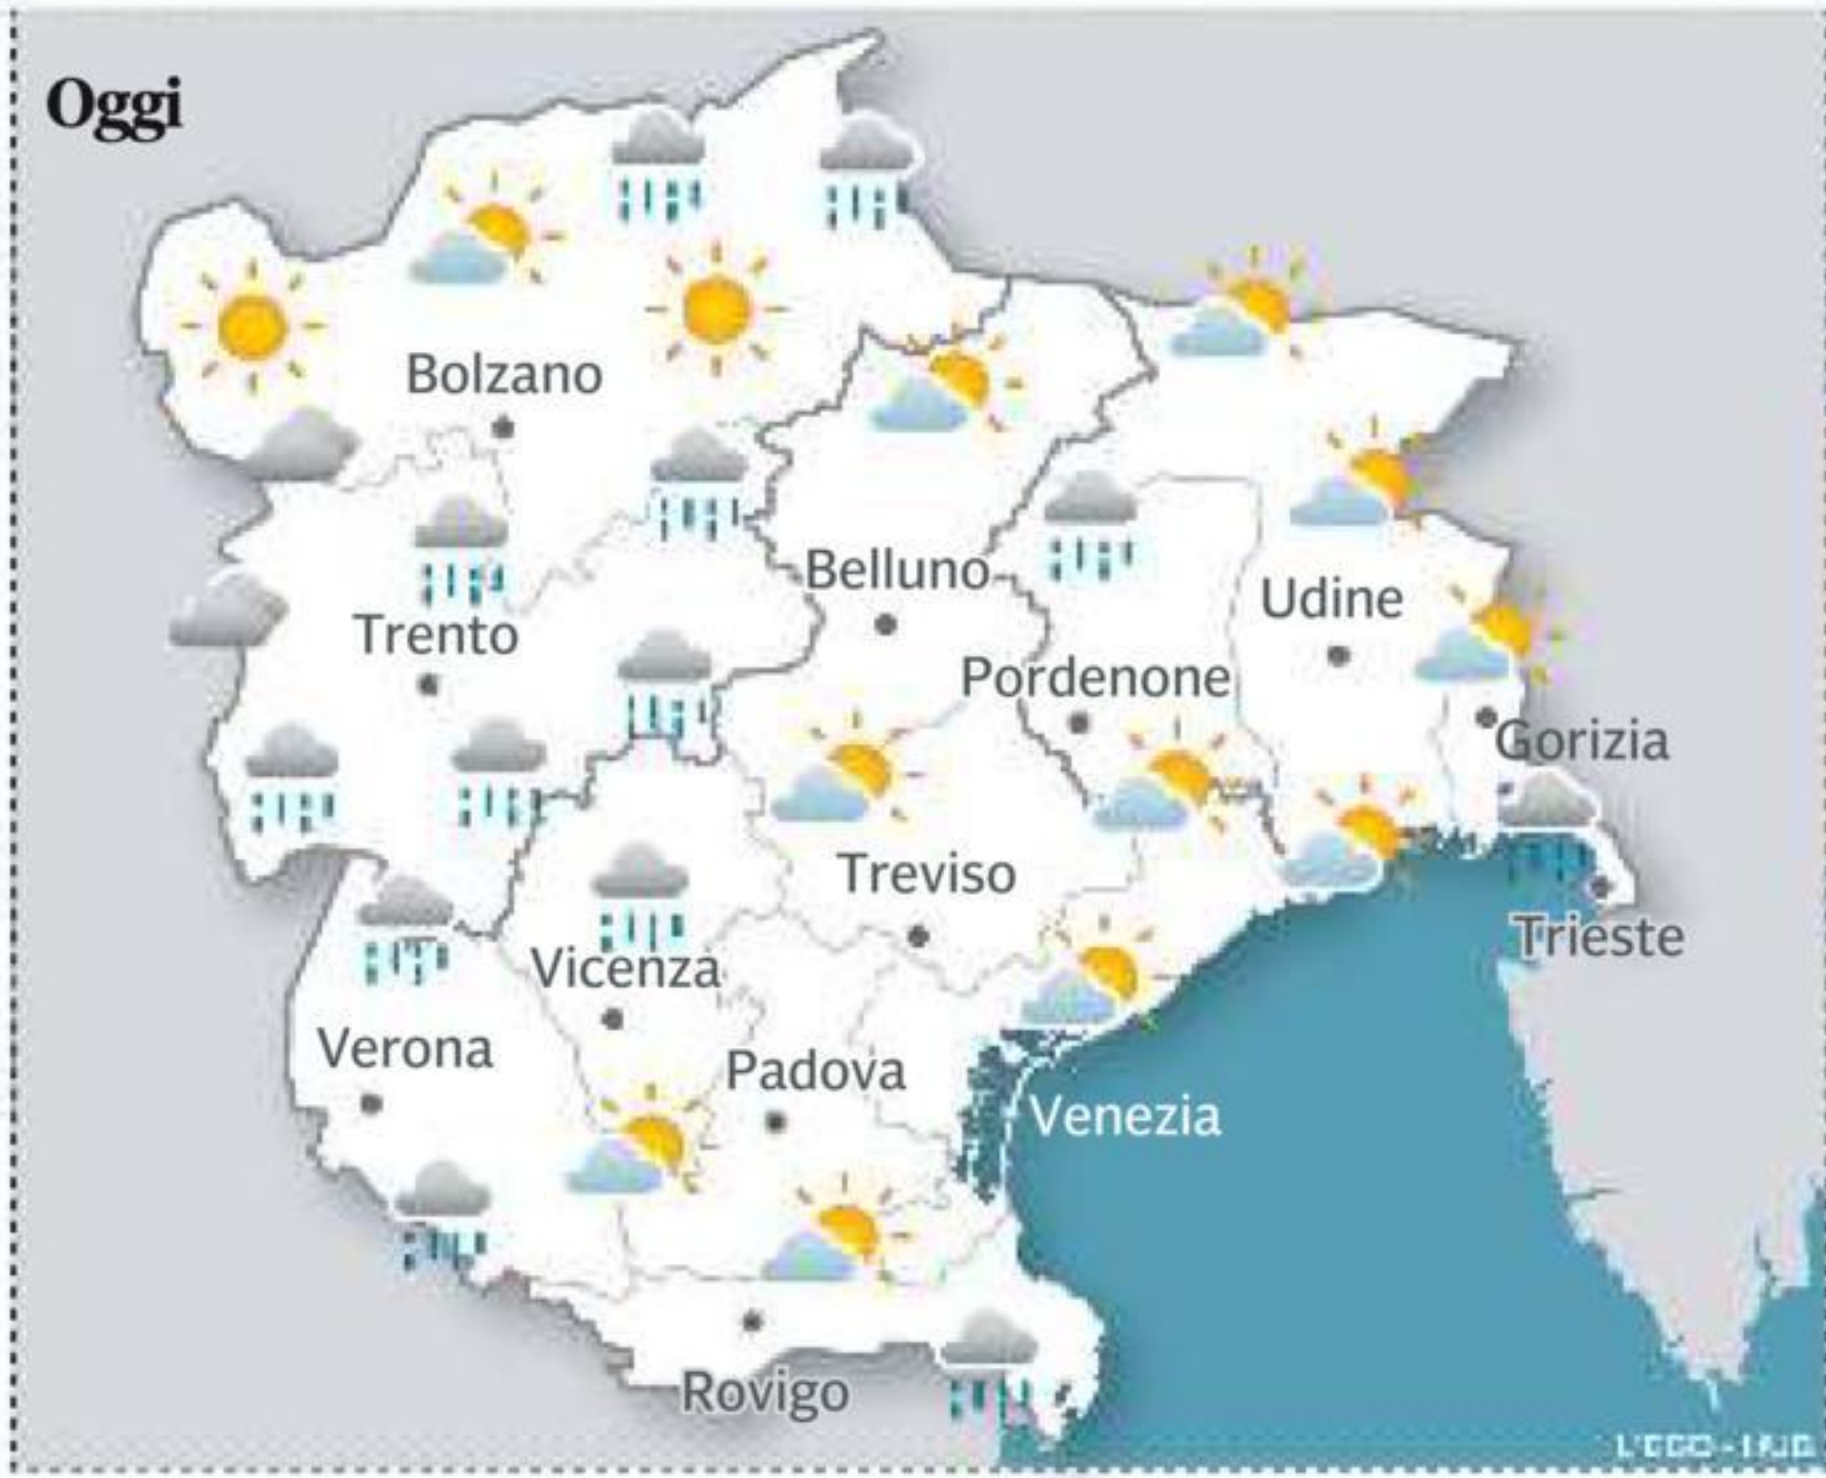 Oggi
Bolzano
Belluno
Udine
Trento
Pordenone
Gorizia
Treviso
Trieste
Vicenza
Verona
Padova
Venezia
Rovigo